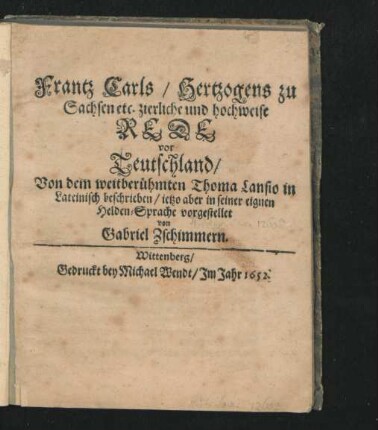 Frantz Carls / Hertzogens zu
Sachsen etc. zierliche und hochweise
REDE
vor
Teutschland /
Von dem weitberühmten Thoma Lansio in
Lateinisch beschrieben / ietzo aber in seiner eignen
Helden-Sprache vorgestellet
von
Gabriel Zschimmern.
Wittenberg /
Gedruckt bey Michael Wendt / Im Jahr 1652.